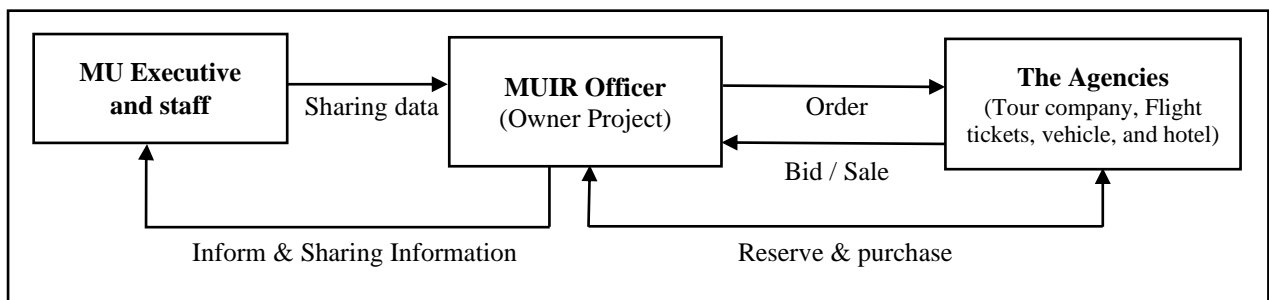 MU Executive
and staff
Sharing data
MUIR Officer
(Owner Project)
Order
Bid / Sale
The Agencies
(Tour company, Flight
tickets, vehicle, and hotel)
Inform & Sharing Information
Reserve & purchase